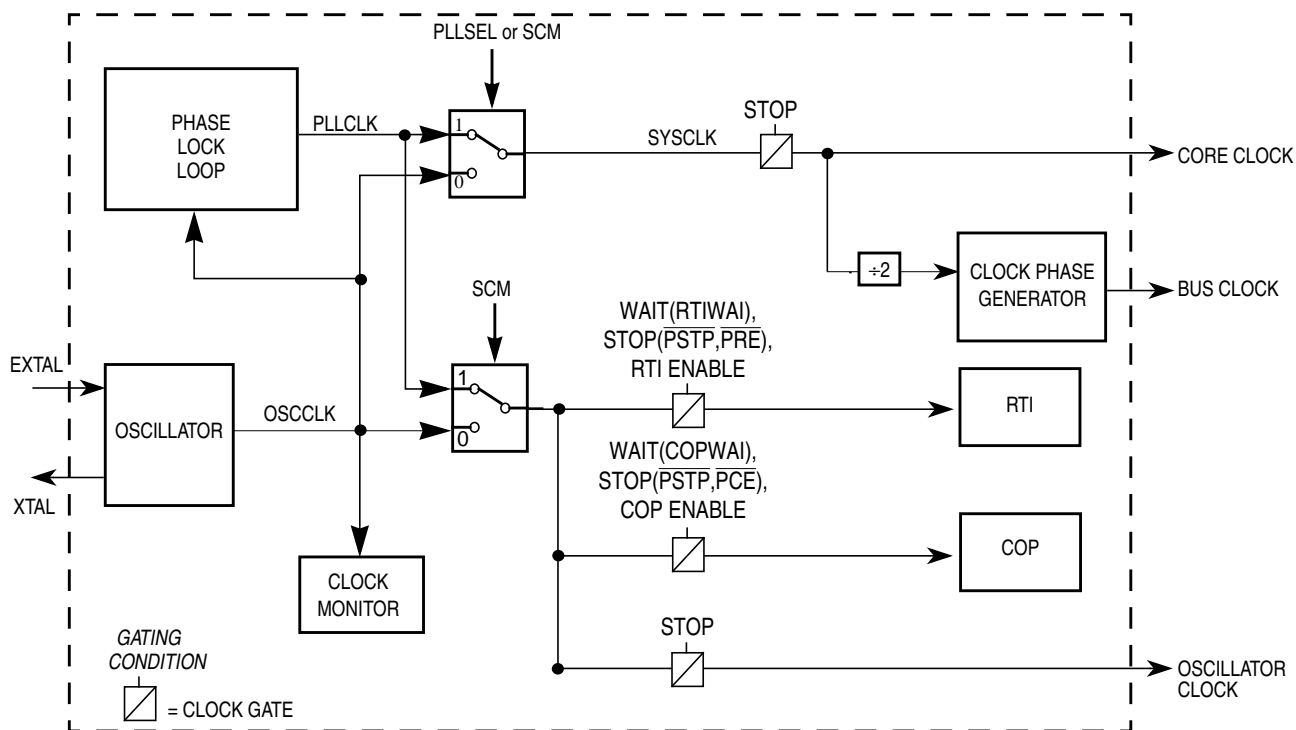 PLLSEL or SCM
PHASE
LOCK
LOOP
PLLCLK
1
0
SYSCLK
STOP
CORE CLOCK
÷2
CLOCK PHASE
GENERATOR
BUS CLOCK
SCM
WAIT(RTIWAI),
STOP(PSTP,PRE),
RTI ENABLE
EXTAL
OSCILLATOR
XTAL
OSCCLK
1
0
RTI
WAIT(COPWAI),
STOP(PSTP,PCE),
COP ENABLE
COP
CLOCK
MONITOR
STOP
OSCILLATOR
CLOCK
GATING
CONDITION
= CLOCK GATE